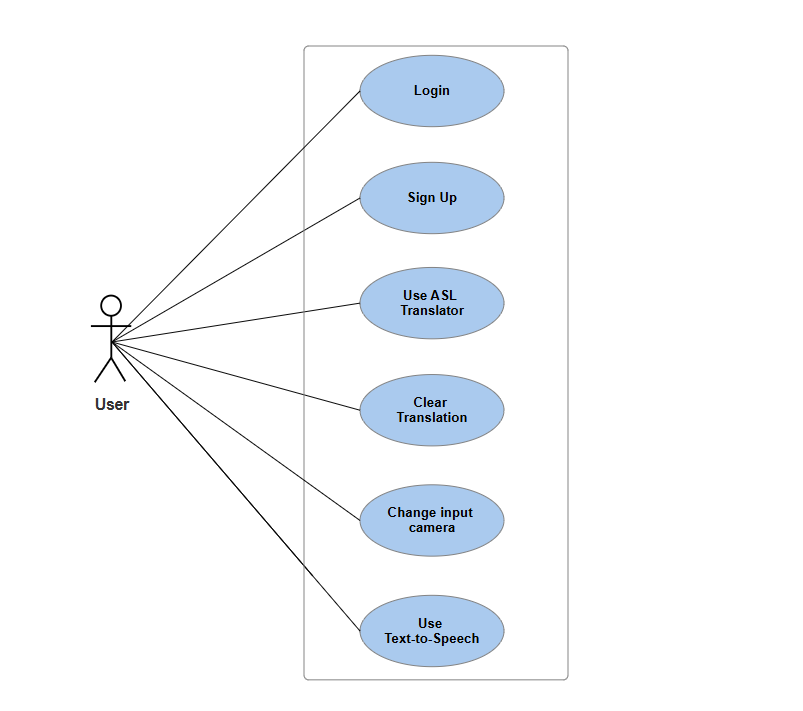 Login
Sign Up
Use ASL
Translator
Clear
Translation
User
Change input
camera
Use
Text-to-Speech